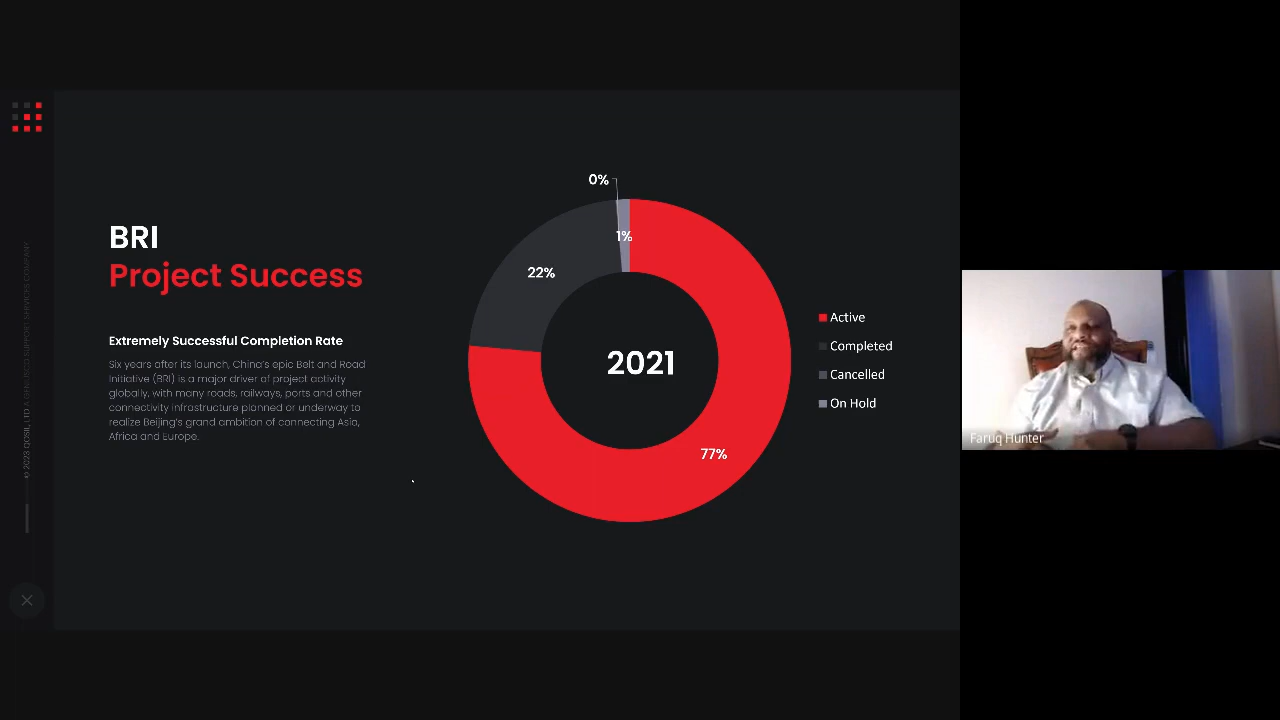 BRI
Project Success
Extremely Successful Completion Rate
Six years after its launch, China's epic Belt and Road
Initiative (BRI) is a major driver of project activity
globally, with many roads, railways, ports and other
connectivity infrastructure planned or underway to
realize Beijing's grand ambition of connecting Asia,
Africa and Europe.
0%
1%
22%
2021
77%
Active
Completed
Cancelled
On Hold
Faruq Hunter